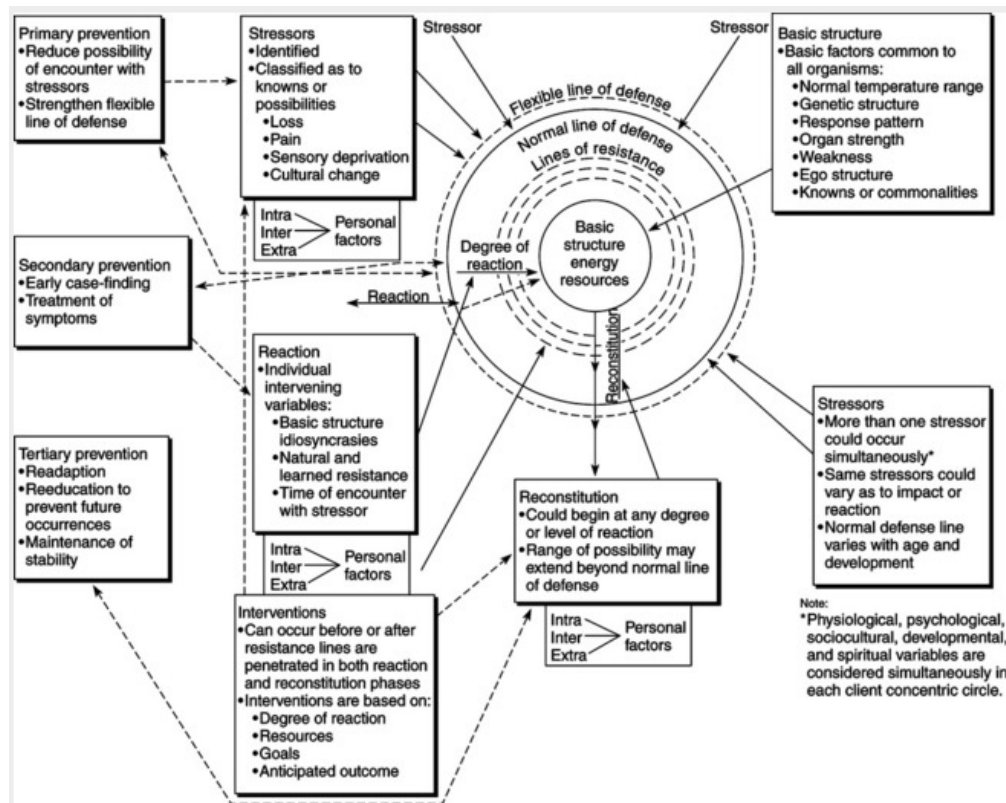 Primary prevention
•Reduce possibility
of encounter with
stressors
•Strengthen flexible
line of defense
Stressors
•Identified
•Classified as to
knowns or
possibilities
•Loss
•Pain
•Sensory deprivation
•Cultural change
Intra
Inter
Extra
Personal
factors
Stressor
Stressor
Basic structure
•Basic factors common to
all organisms:
•Normal temperature range
•Genetic structure
•Response pattern
•Organ strength
•Weakness
•Ego structure
•Knowns or commonalities
Flexible line of defense
Normal line of defense
Lines of resistance
Basic
structure
energy
resources
Degree of
reaction
Reaction
Reconstitution
Secondary prevention
•Early case-finding
•Treatment of
symptoms
Reaction
•Individual
intervening
variables:
•Basic structure
idiosyncrasies
•Natural and
learned resistance
•Time of encounter
with stressor
Intra
Inter
Extra
Personal
factors
Tertiary prevention
•Readaption
•Reeducation to
prevent future
occurrences
•Maintenance of
stability
Interventions
•Can occur before or after
resistance lines are
penetrated in both reaction
and reconstitution phases
•Interventions are based on:
•Degree of reaction
•Resources
•Goals
•Anticipated outcome
Reconstitution
•Could begin at any degree
or level of reaction
•Range of possibility may
extend beyond normal line
of defense
Intra
Inter
Extra
Personal
factors
Stressors
•More than one stressor
could occur
simultaneously*
•Same stressors could
vary as to impact or
reaction
•Normal defense line
varies with age and
development
Note:
*Physiological, psychological,
sociocultural, developmental,
and spiritual variables are
considered simultaneously in
each client concentric circle.